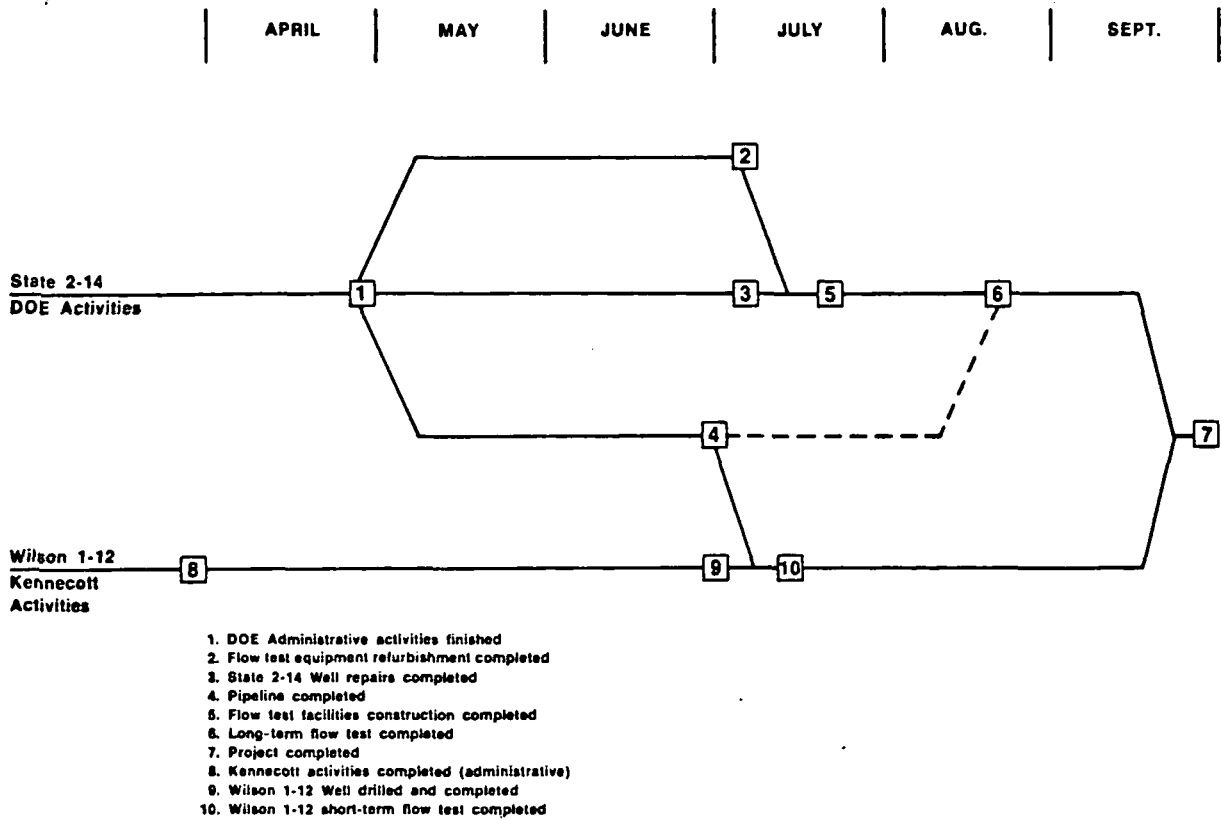 APRIL MAY JUNE JULY AUG. SEPT.
2
State 2-14
DOE Activities
1 3 5 6
4 7
Wilson 1-12
Kennecott
Activities
8 9 10
1. DOE Administrative activities finished
2. Flow test equipment refurbishment completed
3. State 2-14 Well repairs completed
4. Pipeline completed
5. Flow test facilities construction completed
6. Long-term flow test completed
7. Project completed
8. Kennecott activities completed (administrative)
9. Wilson 1-12 Well drilled and completed
10. Wilson 1-12 short-term flow test completed